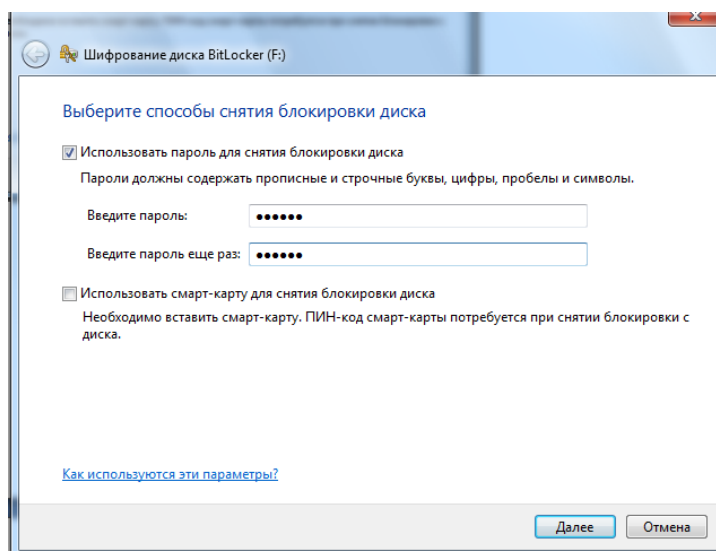 Шифрование диска BitLocker (F:)
Выберите способы снятия блокировки диска
Использовать пароль для снятия блокировки диска
Пароли должны содержать прописные и строчные буквы, цифры, пробелы и символы.
Введите пароль: ●●●●●●
Введите пароль еще раз: ●●●●●●
Использовать смарт-карту для снятия блокировки диска
Необходимо вставить смарт-карту. ПИН-код смарт-карты потребуется при снятии блокировки с
диска.
Как используются эти параметры?
Далее Отмена